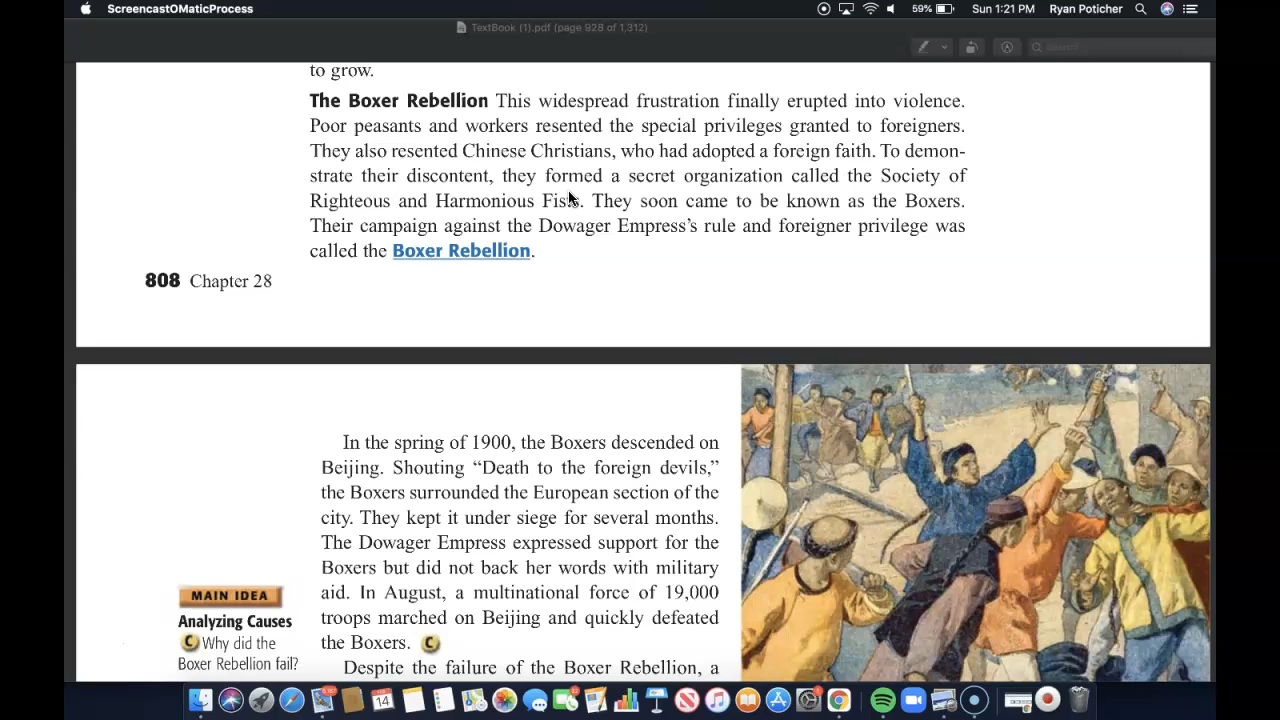 ScreencastOMaticProcess
59%
Sun 1:21 PM Ryan Poticher
TextBook (1).pdf (page 928 of 1,312)
Search
to grow.
The Boxer Rebellion This widespread frustration finally erupted into violence.
Poor peasants and workers resented the special privileges granted to foreigners.
They also resented Chinese Christians, who had adopted a foreign faith. To demon-
strate their discontent, they formed a secret organization called the Society of
Righteous and Harmonious Fists. They soon came to be known as the Boxers.
Their campaign against the Dowager Empress's rule and foreigner privilege was
called the Boxer Rebellion.
808 Chapter 28
In the spring of 1900, the Boxers descended on
Beijing. Shouting “Death to the foreign devils,”
the Boxers surrounded the European section of the
city. They kept it under siege for several months.
The Dowager Empress expressed support for the
Boxers but did not back her words with military
aid. In August, a multinational force of 19,000
troops marched on Beijing and quickly defeated
the Boxers. C
Despite the failure of the Boxer Rebellion, a
MAIN IDEA
Analyzing Causes
C Why did the
Boxer Rebellion fail?
14